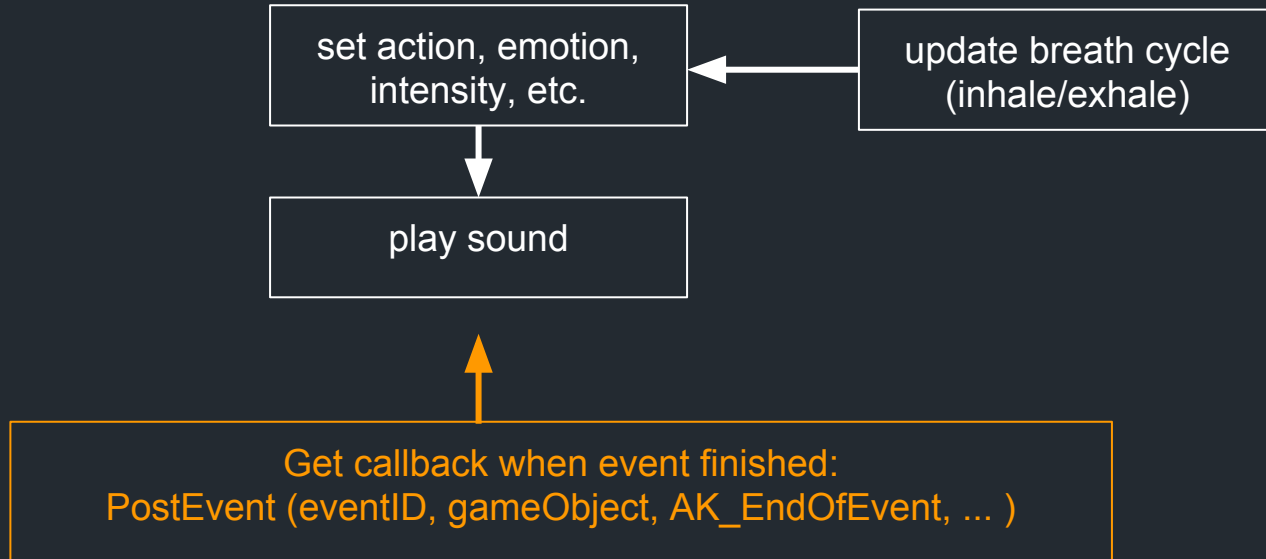 set action, emotion,
intensity, etc.
update breath cycle
(inhale/exhale)
play sound
Get callback when event finished:
PostEvent (eventID, gameObject, AK_EndOfEvent, ... )